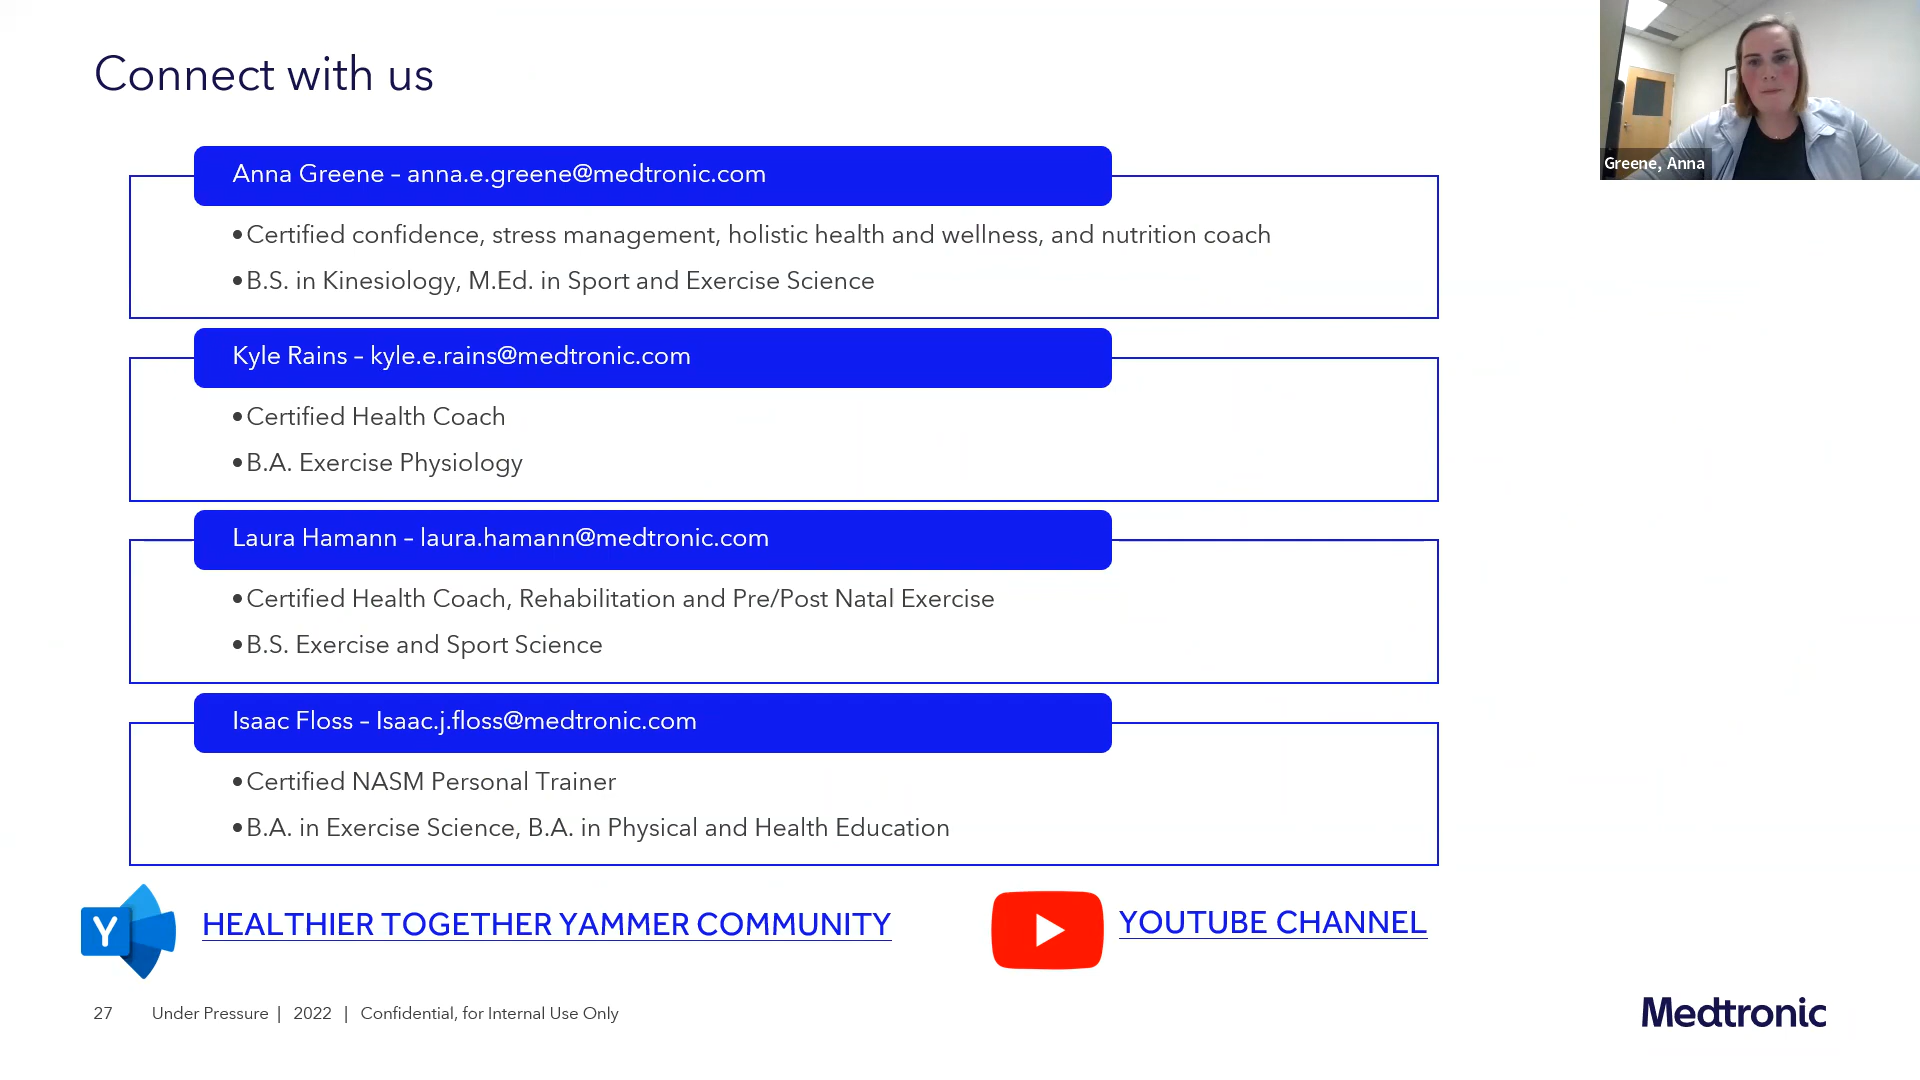 Connect with us
Greene, Anna
Anna Greene – anna.e.greene@medtronic.com
•Certified confidence, stress management, holistic health and wellness, and nutrition coach
•B.S. in Kinesiology, M.Ed. in Sport and Exercise Science
Kyle Rains – kyle.e.rains@medtronic.com
•Certified Health Coach
•B.A. Exercise Physiology
Laura Hamann – laura.hamann@medtronic.com
•Certified Health Coach, Rehabilitation and Pre/Post Natal Exercise
•B.S. Exercise and Sport Science
Isaac Floss – Isaac.j.floss@medtronic.com
•Certified NASM Personal Trainer
•B.A. in Exercise Science, B.A. in Physical and Health Education
Y HEALTHIER TOGETHER YAMMER COMMUNITY
YOUTUBE CHANNEL
27 Under Pressure | 2022 | Confidential, for Internal Use Only
Medtronic